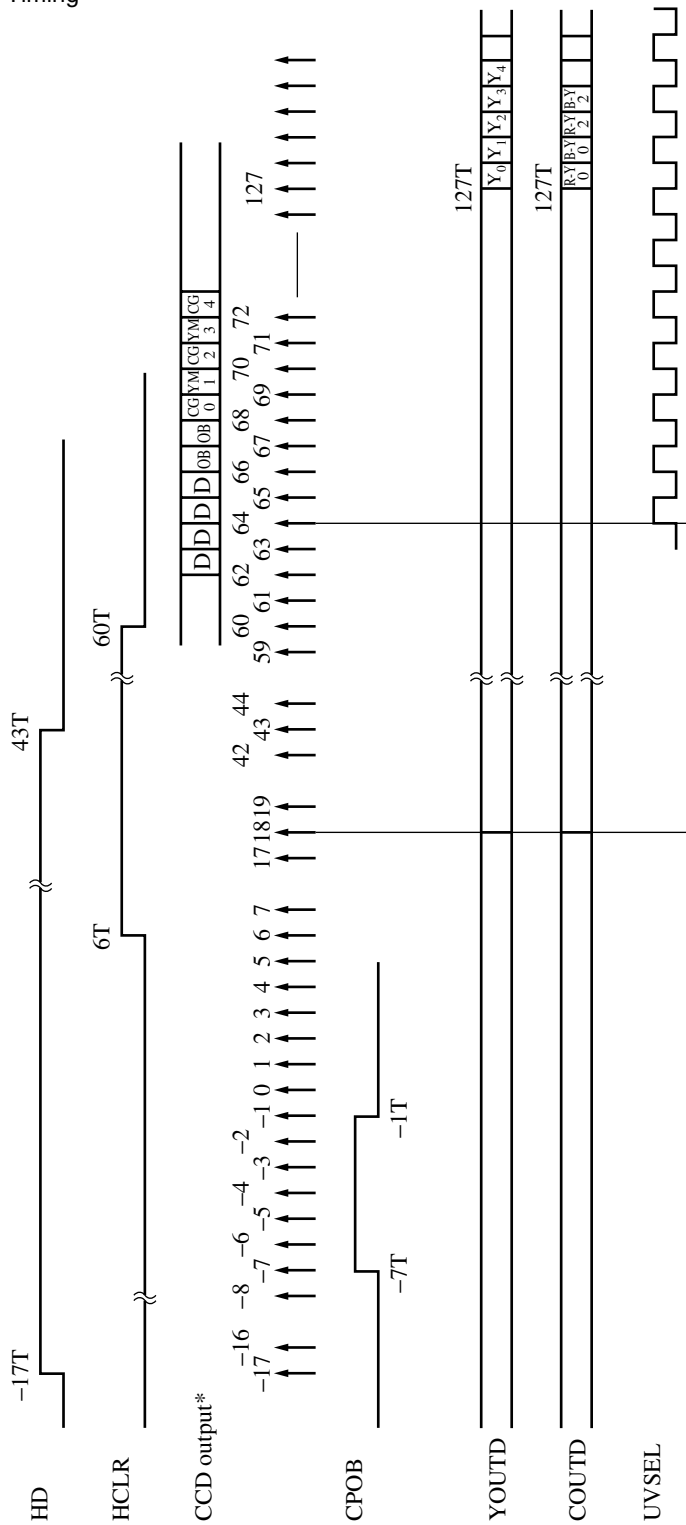 Timing
HD
–17T
43T
HCLR
6T
60T
CCD output*
D D D D OB OB CG YM CG YM CG
0 1 2 3 4
–16 –8 –6 –4 –2 42 44 60 62 64 66 68 70 72
–17 –7 –5 –3 –1 0 1 2 3 4 5 6 7 17 18 19 43 59 61 63 65 67 69 71 127
CPOB
–7T
–1T
127T
YOUTD
Y0 Y1 Y2 Y3 Y4
127T
COUTD
R-Y B-Y R-Y B-Y
0 0 2 2
UVSEL